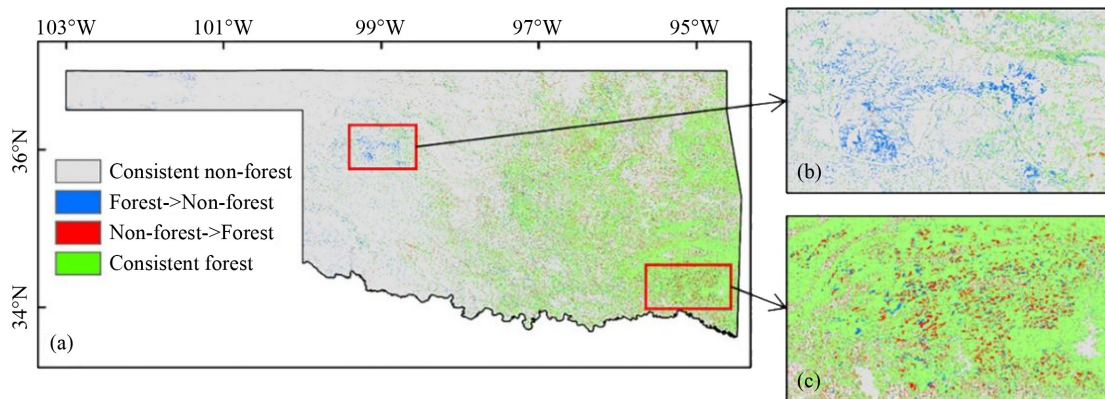 103°W 101°W 99°W 97°W 95°W
36°N
34°N
Consistent non-forest
Forest->Non-forest
Non-forest->Forest
Consistent forest
(a)
(b)
(c)